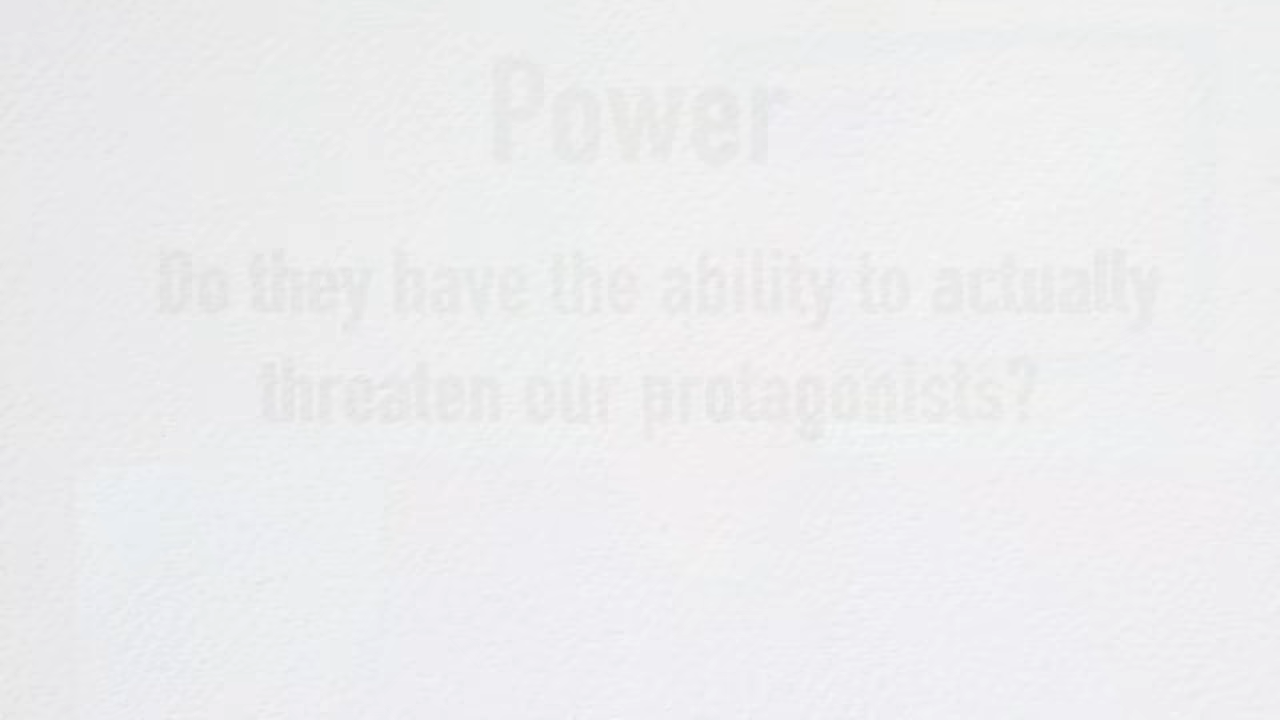 Power
Do they have the ability to actually
threaten our protagonists?